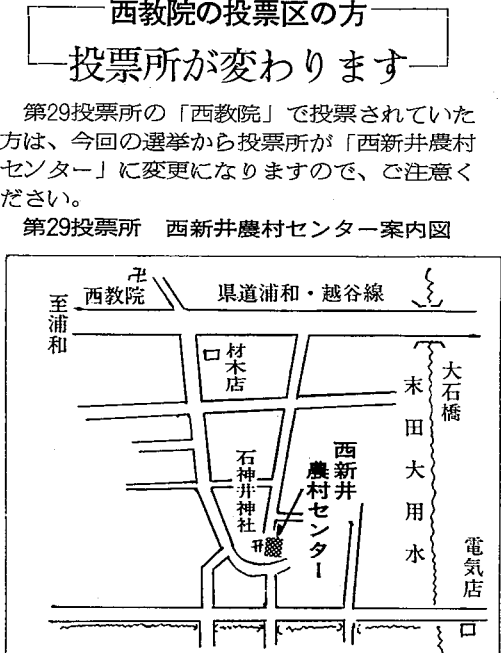 西教院の投票区の方
投票所が変わります
第29投票所の「西教院」で投票されていた
方は、今回の選挙から投票所が「西新井農村
センター」に変更になりますので、ご注意く
ださい。
第29投票所　西新井農村センター案内図
卍
西教院
県道浦和・越谷線
至浦和
材木店
大石橋
末田大用水
石神井神社
西新井
農村センター
電気店